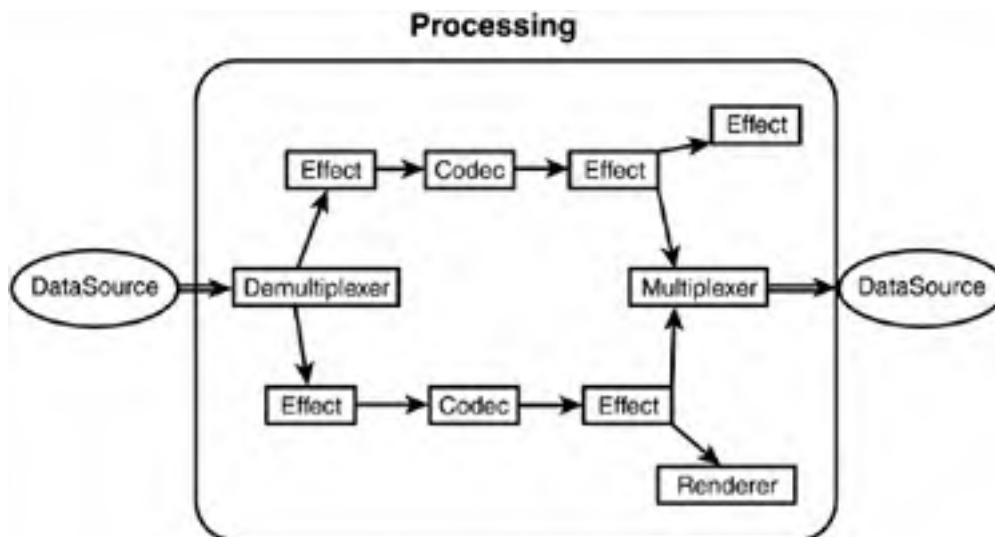 Processing
Effect
Effect
Codec
Effect
DataSource
Demultiplexer
Multiplexer
DataSource
Effect
Codec
Effect
Renderer